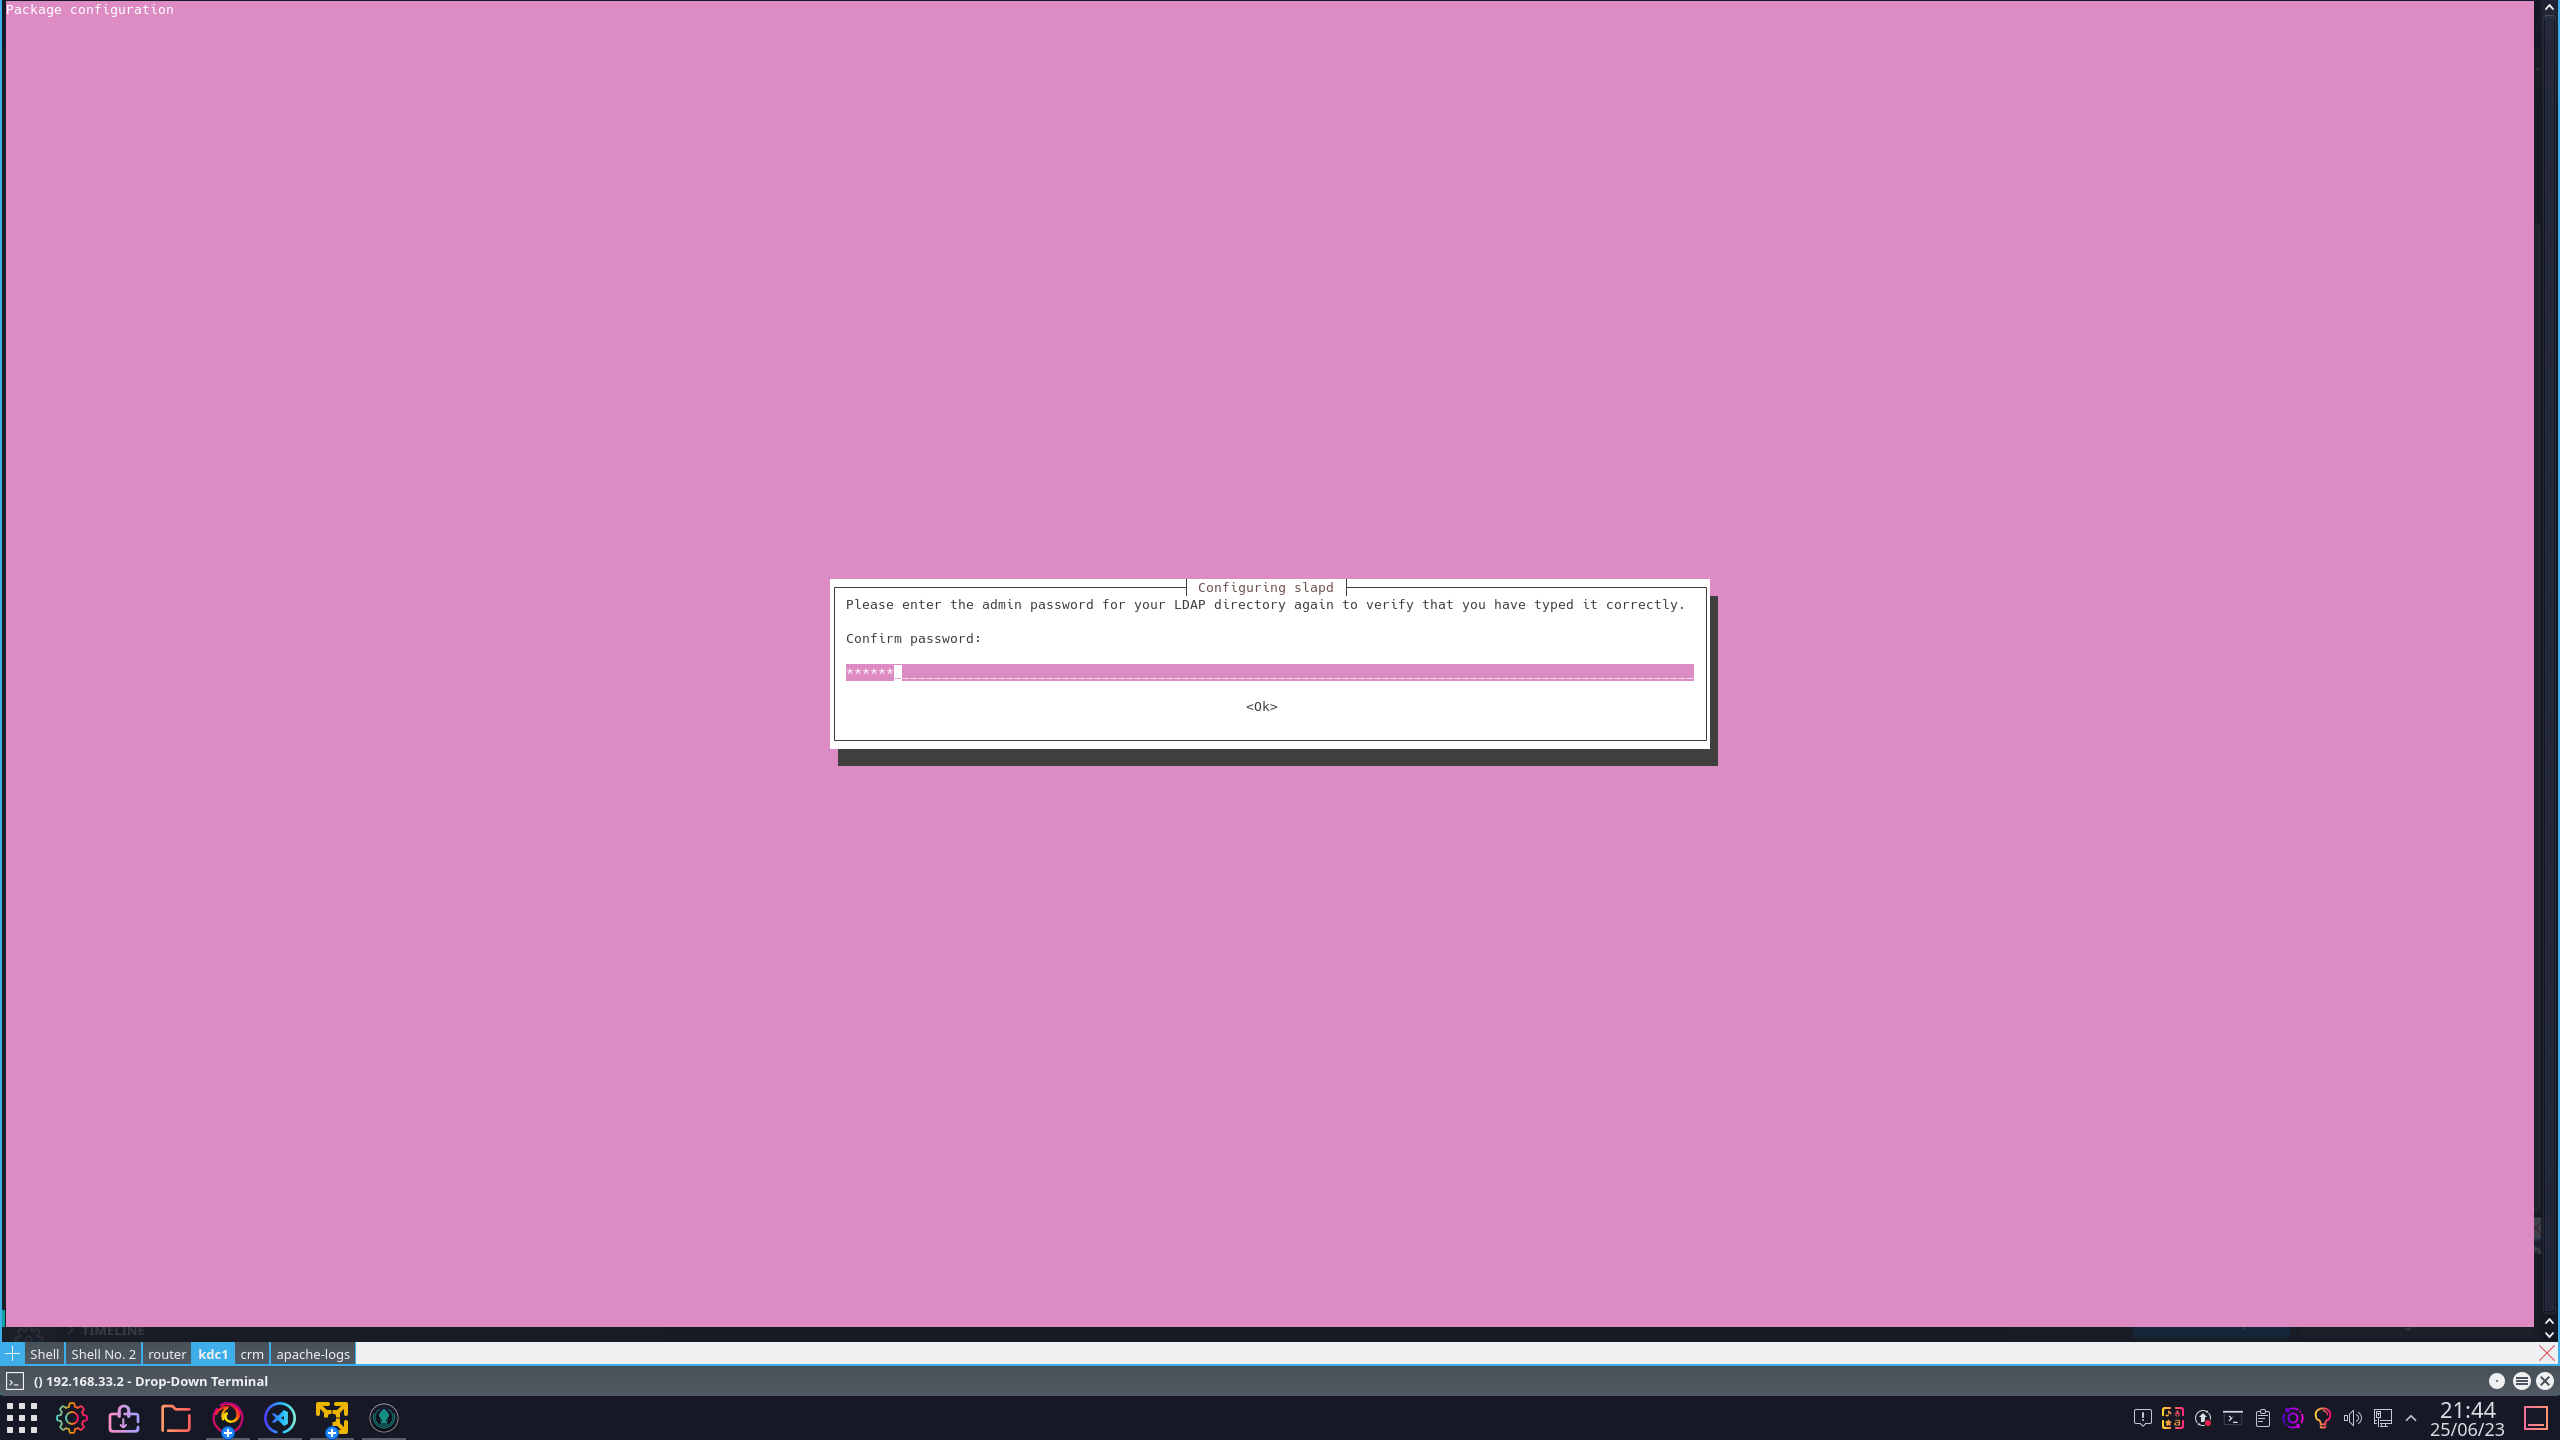 Package configuration
Configuring slapd
Please enter the admin password for your LDAP directory again to verify that you have typed it correctly.
Confirm password:
******
<Ok>
TIMELINE
Shell
Shell No. 2
router
kdc1
crm
apache-logs
() 192.168.33.2 - Drop-Down Terminal
21:44
25/06/23